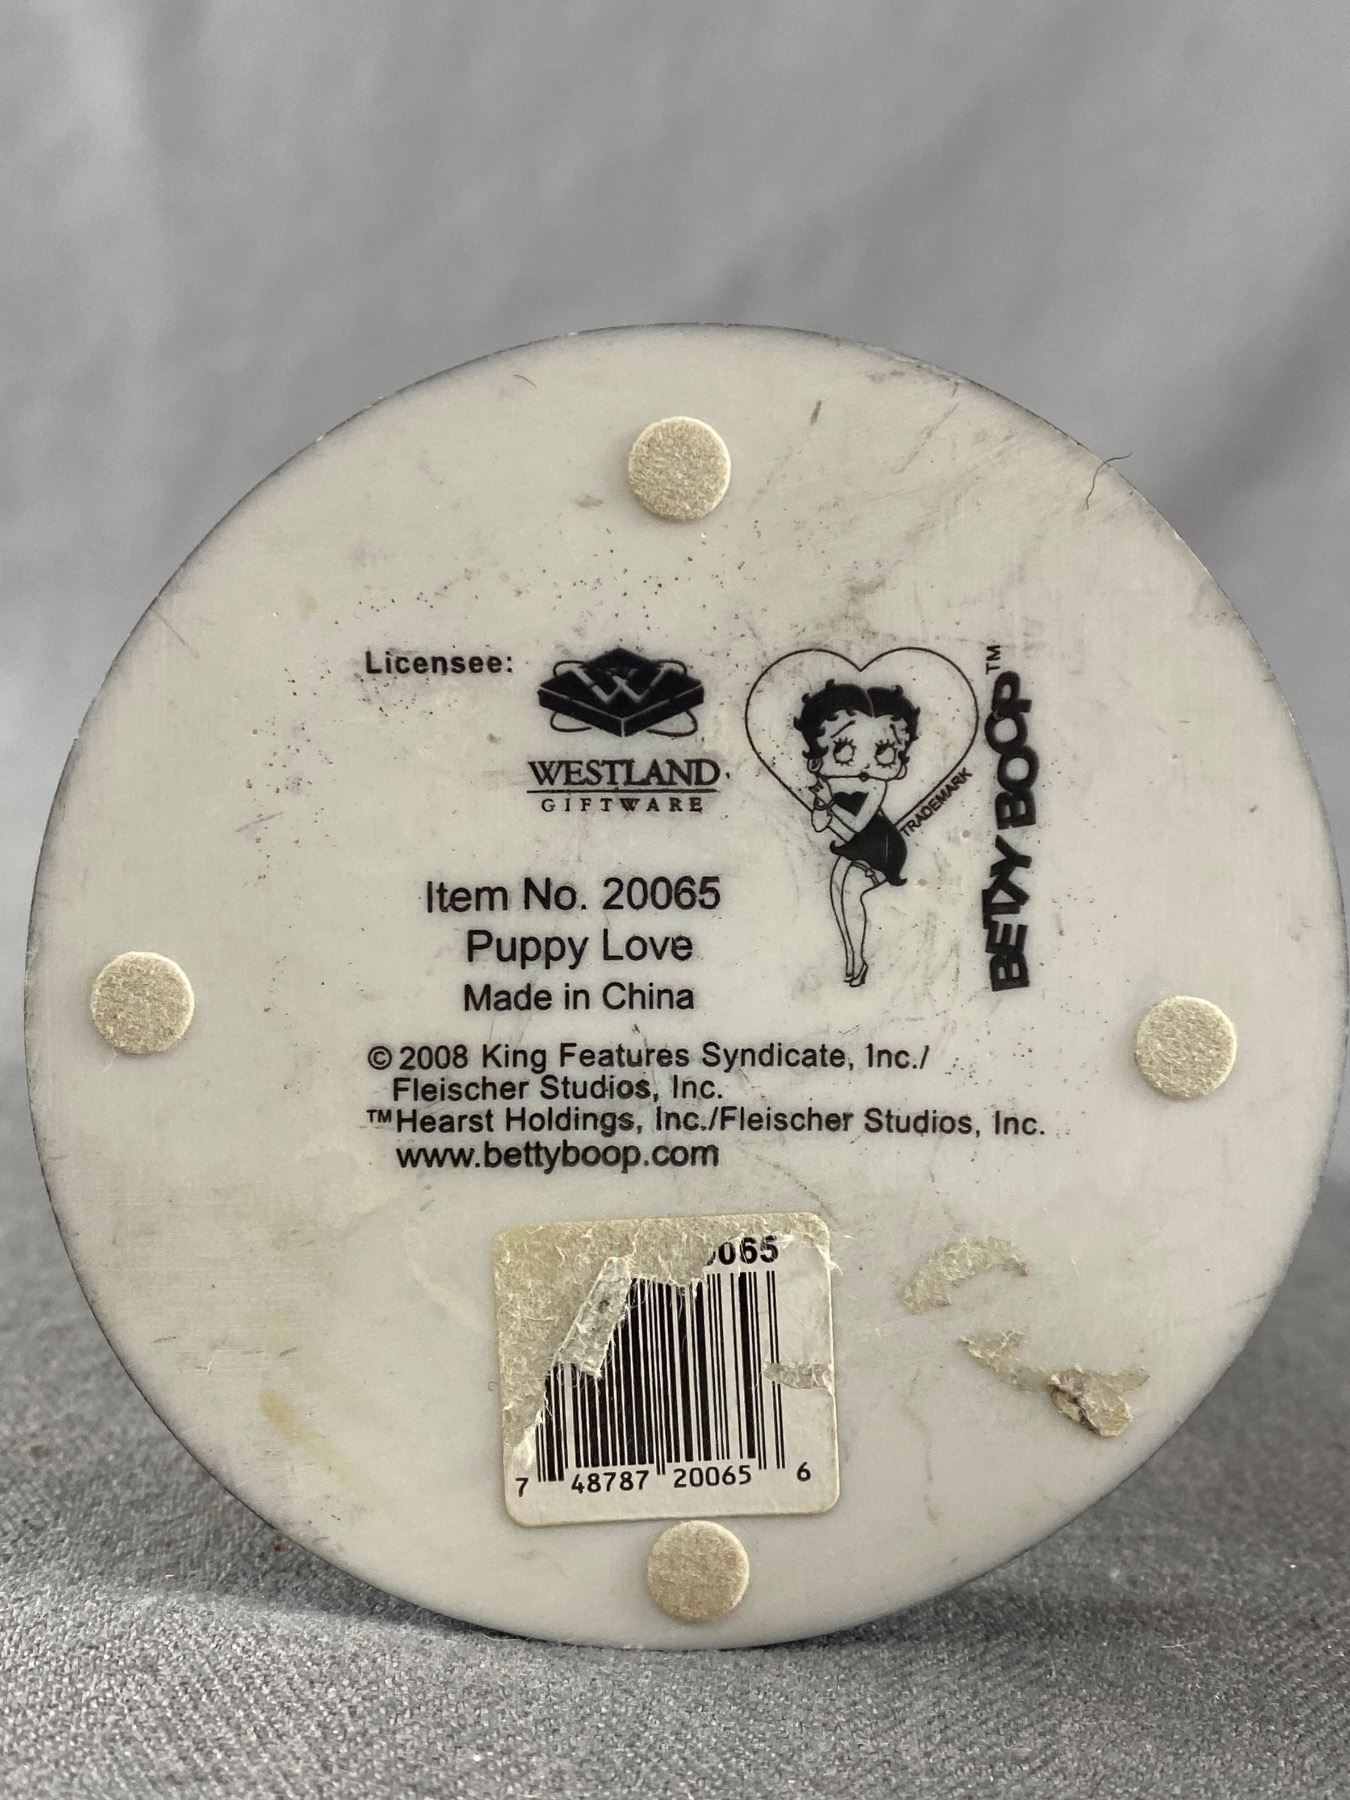 Licensee:
W
WESTLAND
GIFTWARE
TRADEMARK
BETTY BOOP™
Item No. 20065
Puppy Love
Made in China
© 2008 King Features Syndicate, Inc./
Fleischer Studios, Inc.
™Hearst Holdings, Inc./Fleischer Studios, Inc.
www.bettyboop.com
065
7 48787 20065 6